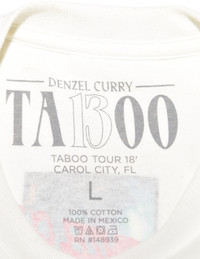 DENZEL CURRY
TA13OO
TABOO TOUR 18'
CAROL CITY, FL
L
100% COTTON
MADE IN MEXICO
RN #148939